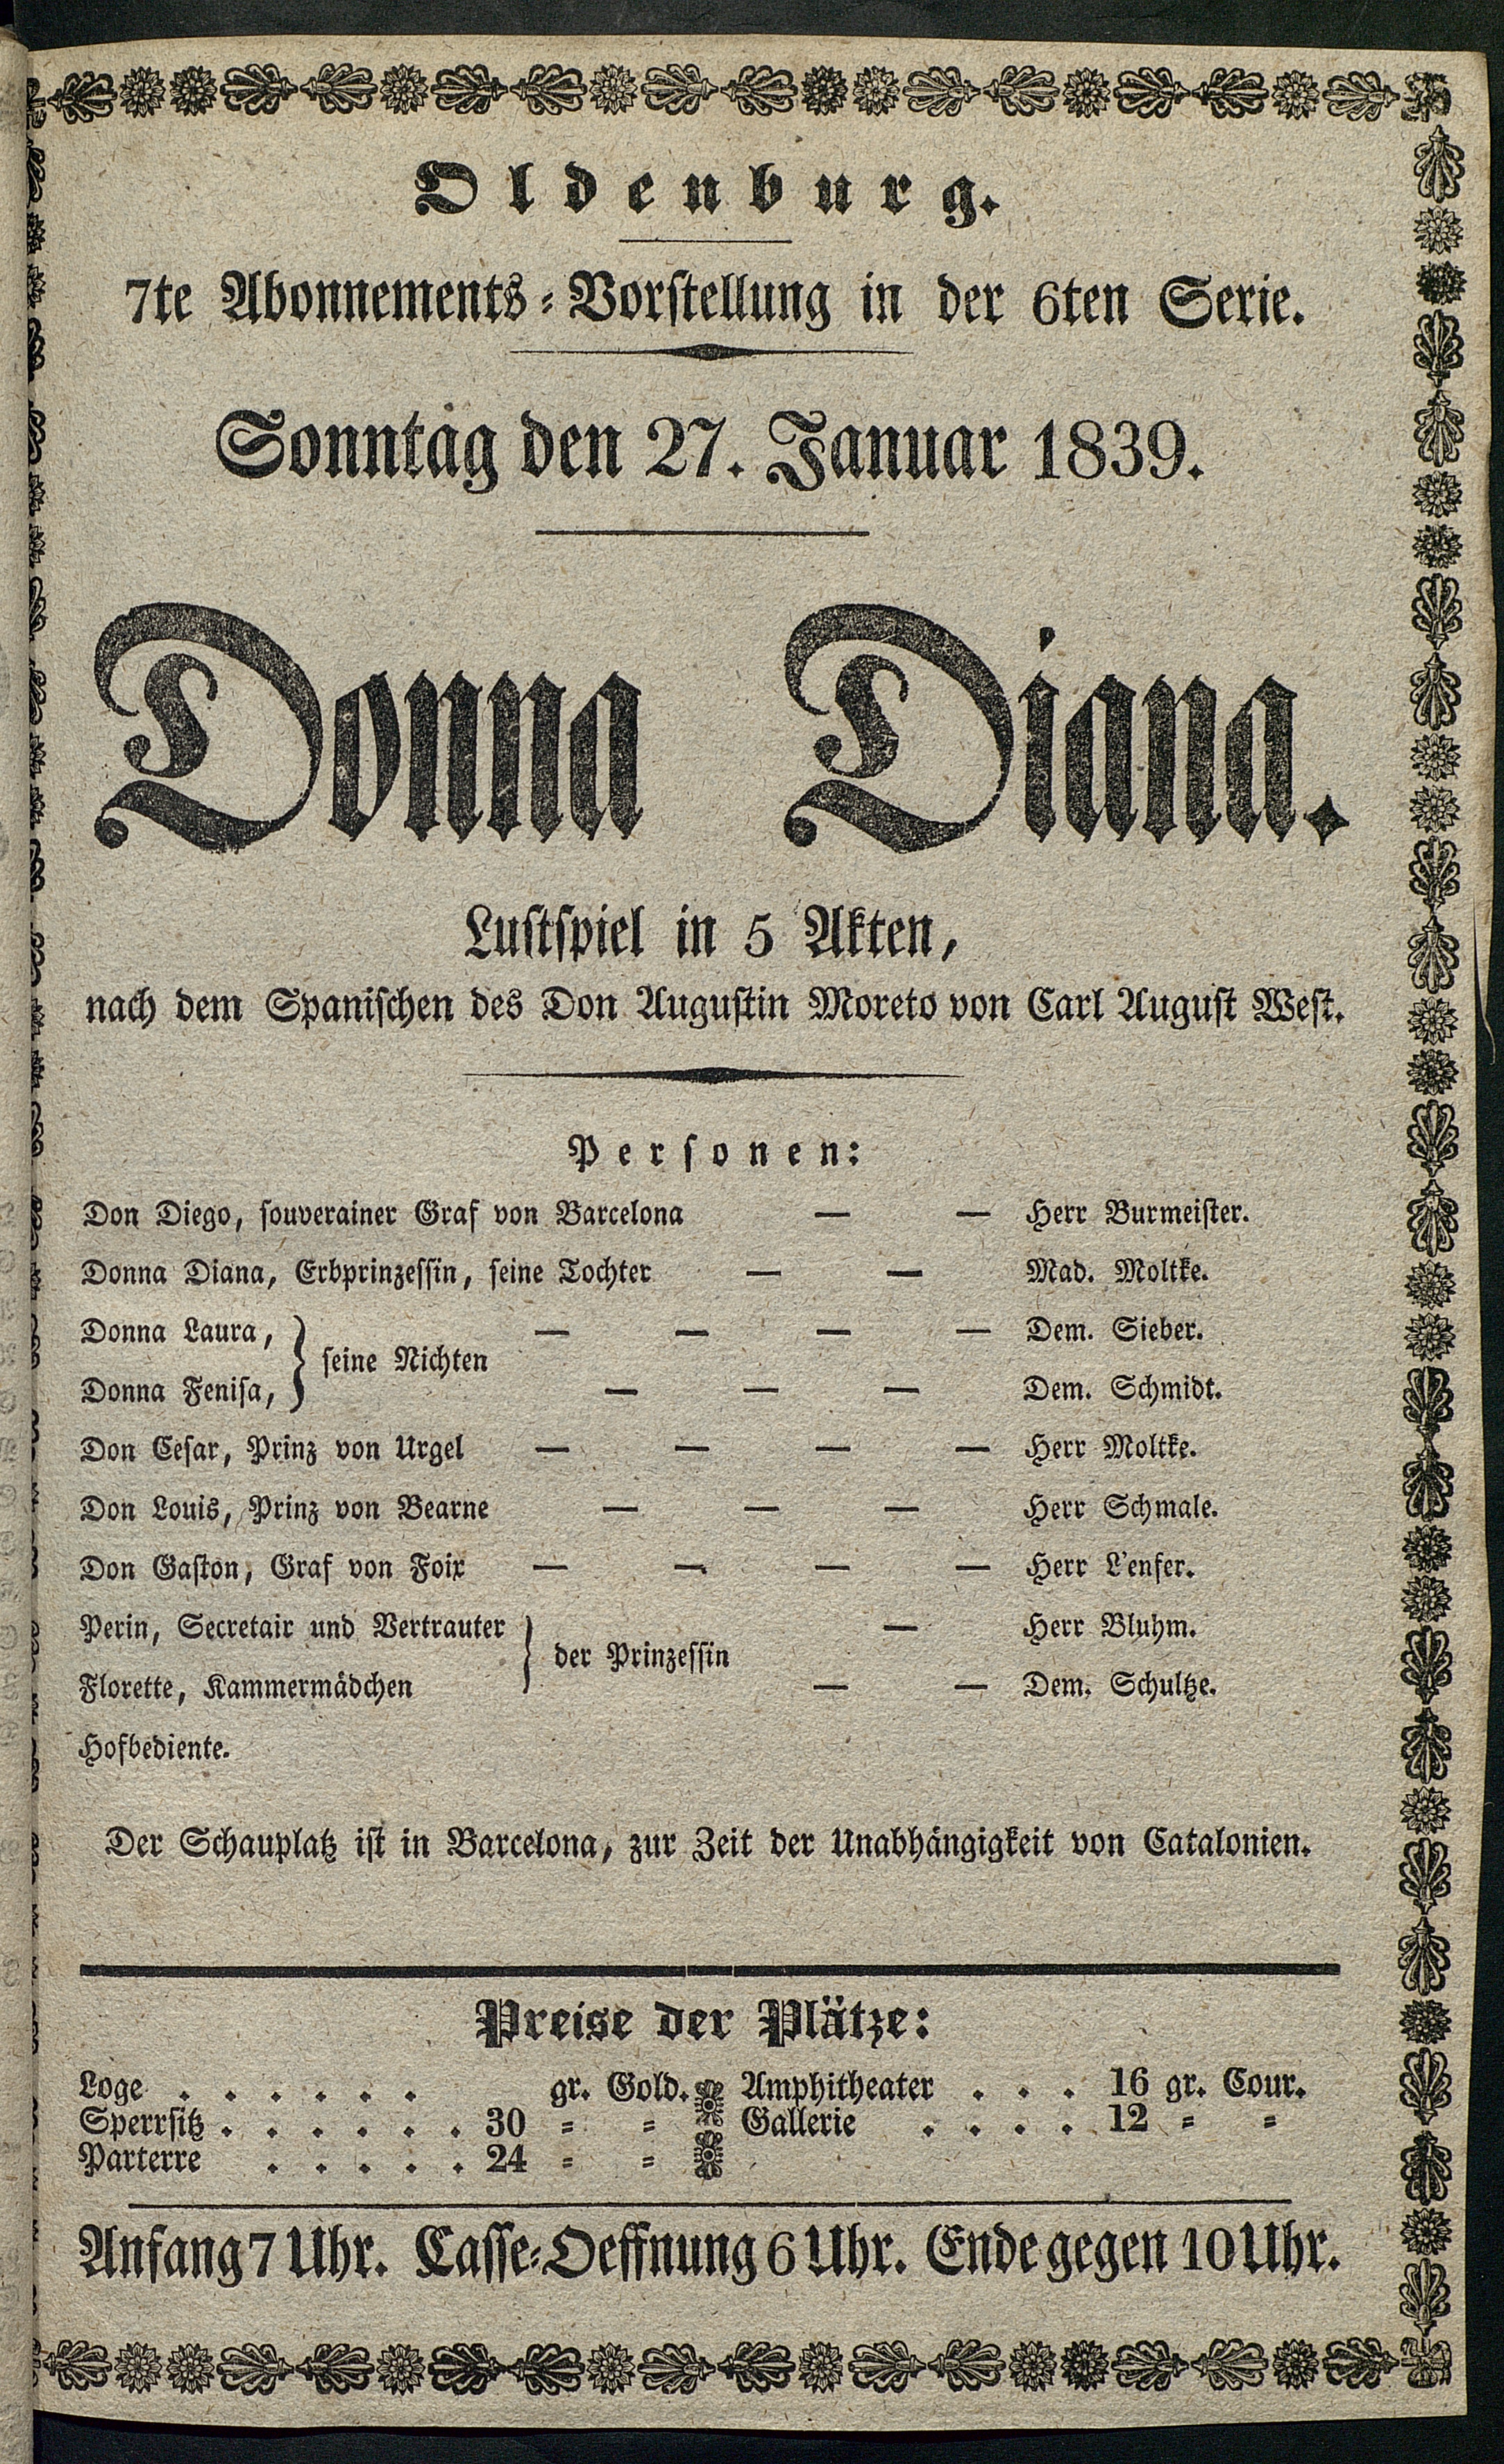 Oldenburg.
7te Abonnements-Vorstellung in der 6ten Serie.
Sonntag den 27. Januar 1839.
Donna Diana.
Lustspiel in 5 Akten,
nach dem Spanischen des Don Augustin Moreto von Carl August West.
Personen:
Don Diego, souverainer Graf von Barcelona — — Herr Burmeister.
Donna Diana, Erbprinzessin, seine Tochter — — Mad. Moltke.
Donna Laura, — — — — Dem. Sieber.
} seine Nichten
Donna Fenisa, — — — Dem. Schmidt.
Don Cesar, Prinz von Urgel — — — — Herr Moltke.
Don Louis, Prinz von Bearne — — — Herr Schmale.
Don Gaston, Graf von Foix — — — — Herr L'enfer.
Perin, Secretair und Vertrauter — Herr Bluhm.
} der Prinzessin
Florette, Kammermädchen — — Dem. Schultze.
Hofbediente.
Der Schauplatz ist in Barcelona, zur Zeit der Unabhängigkeit von Catalonien.
Preise der Plätze:
Loge . . . . . . gr. Gold. Amphitheater . . . 16 gr. Cour.
Sperrsitz . . . . . . 30 = = Gallerie . . . . 12 = =
Parterre . . . . . 24 = =
Anfang 7 Uhr. Casse-Oeffnung 6 Uhr. Ende gegen 10 Uhr.